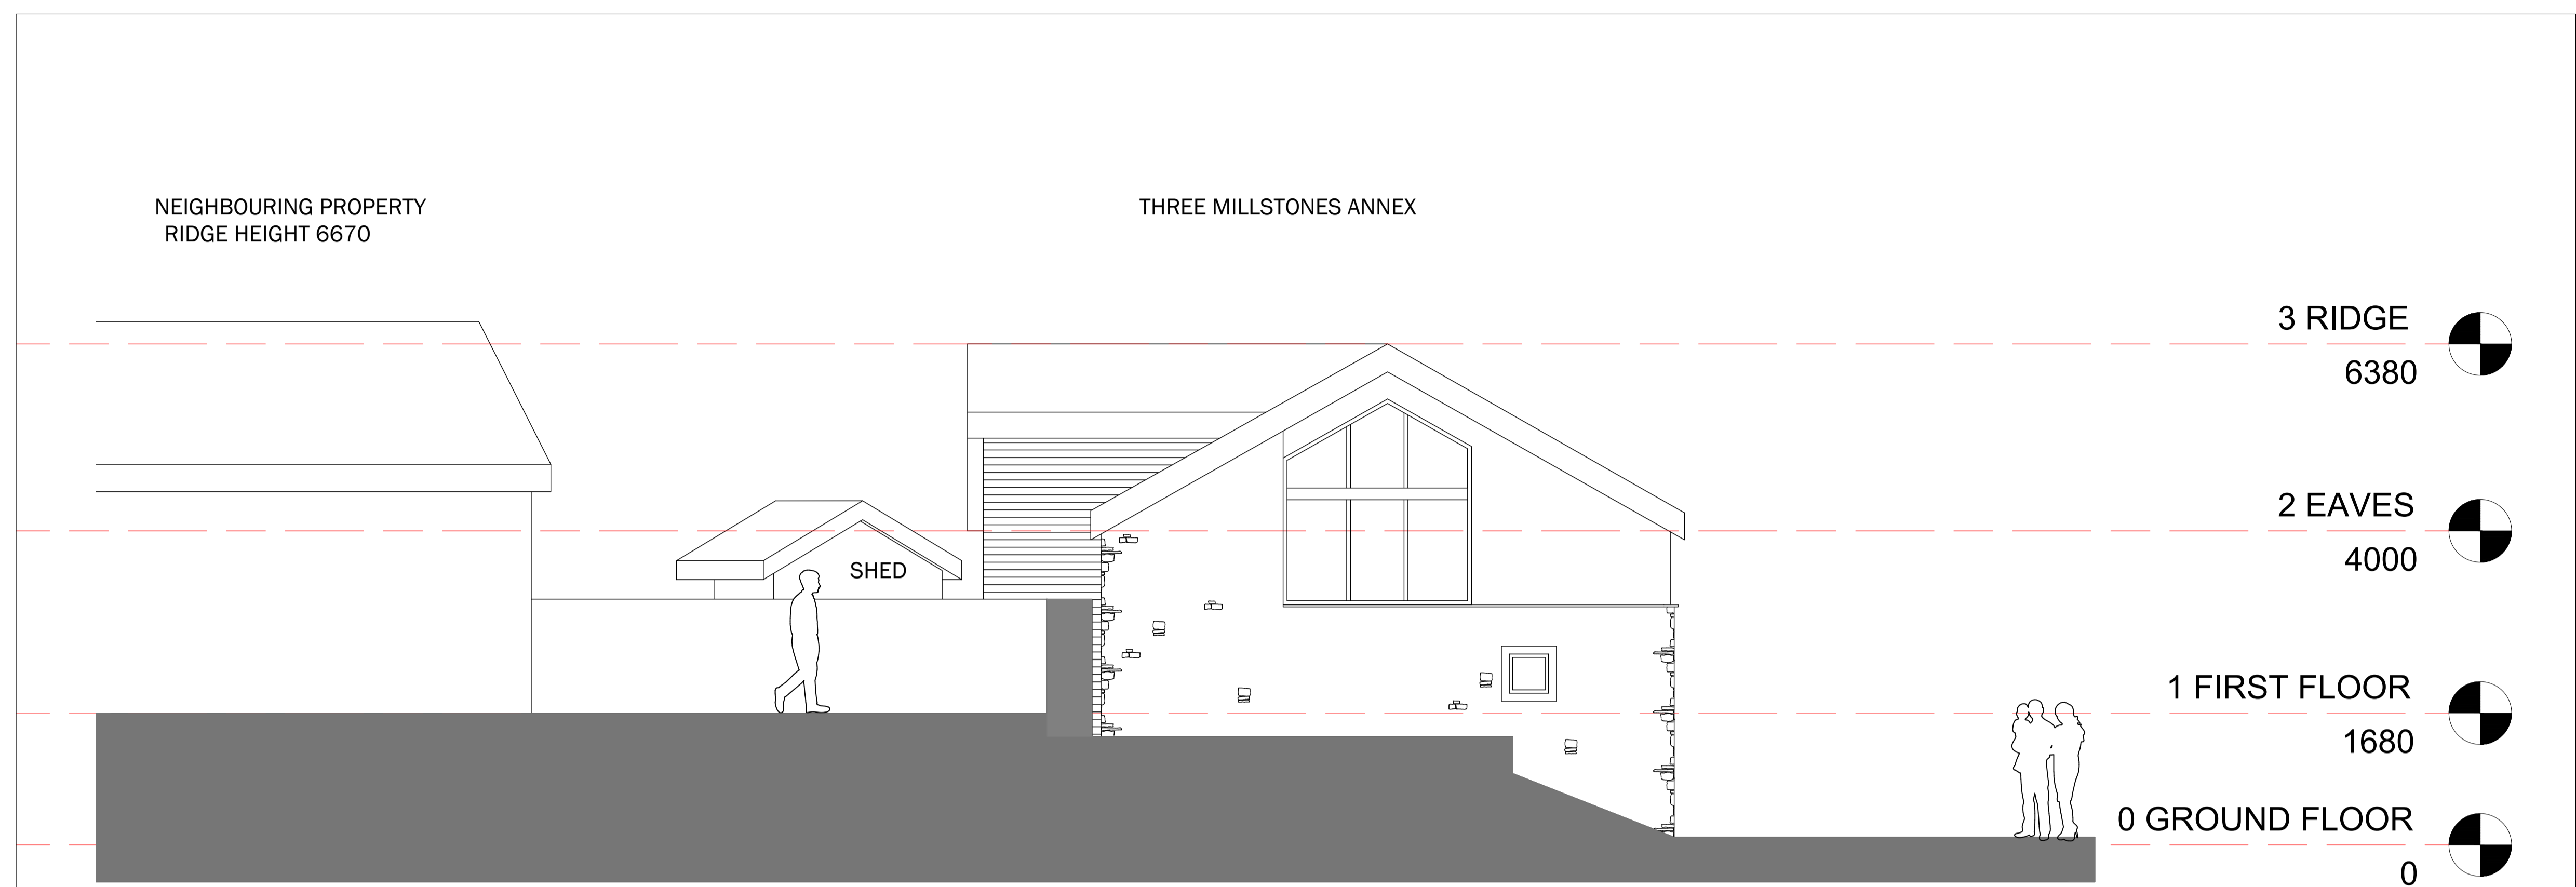 NEIGHBOURING PROPERTY
RIDGE HEIGHT 6670
THREE MILLSTONES ANNEX
3 RIDGE
6380
2 EAVES
4000
SHED
1 FIRST FLOOR
1680
0 GROUND FLOOR
0